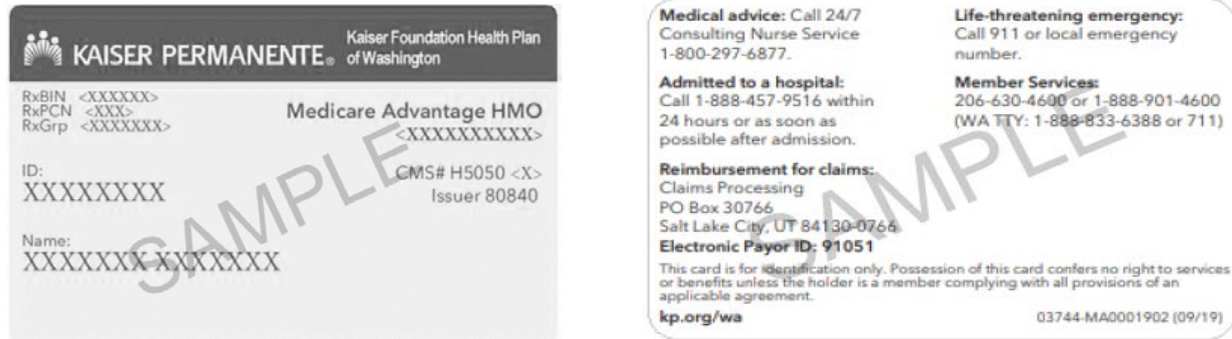 KAISER PERMANENTE®
Kaiser Foundation Health Plan
of Washington
RxBIN <XXXXXX>
RxPCN <XXX>
RxGrp <XXXXXXX>
Medicare Advantage HMO
<XXXXXXXXXX>
CMS# H5050 <X>
Issuer 80840
ID:
XXXXXXXX
Name:
XXXXXXX XXXXXXX
SAMPLE
Medical advice: Call 24/7
Consulting Nurse Service
1-800-297-6877.
Admitted to a hospital:
Call 1-888-457-9516 within
24 hours or as soon as
possible after admission.
Reimbursement for claims:
Claims Processing
PO Box 30766
Salt Lake City, UT 84130-0766
Electronic Payor ID: 91051
Life-threatening emergency:
Call 911 or local emergency
number.
Member Services:
206-630-4600 or 1-888-901-4600
(WA TTY: 1-888-833-6388 or 711)
This card is for identification only. Possession of this card confers no right to services
or benefits unless the holder is a member complying with all provisions of an
applicable agreement.
kp.org/wa
03744-MA0001902 (09/19)
SAMPLE